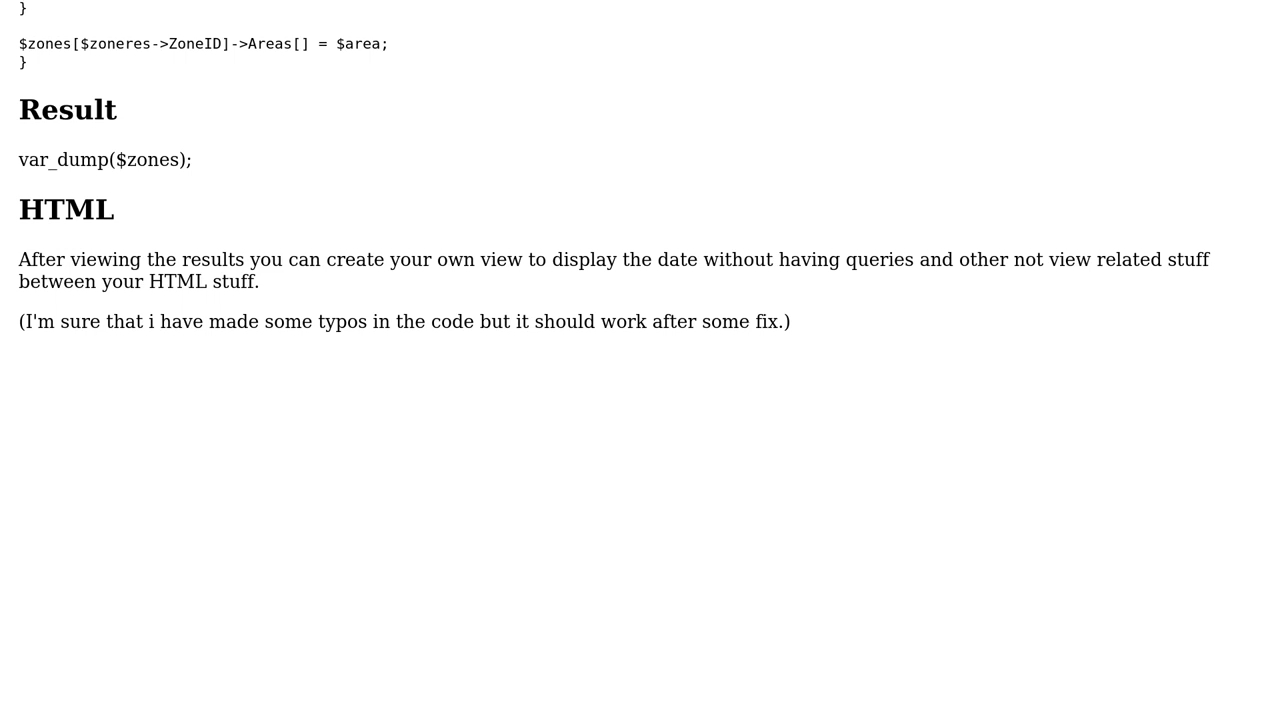 }
$zones[$zoneres->ZoneID]->Areas[] = $area;
}
Result
var_dump($zones);
HTML
After viewing the results you can create your own view to display the date without having queries and other not view related stuff
between your HTML stuff.
(I'm sure that i have made some typos in the code but it should work after some fix.)